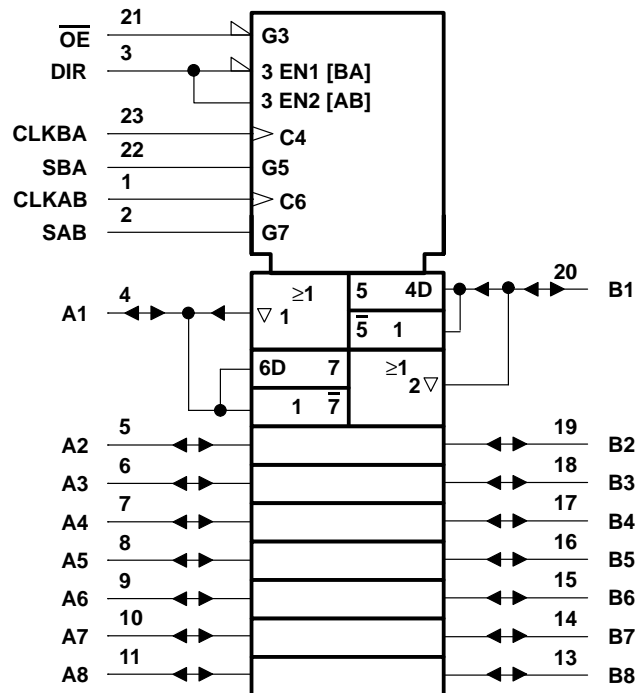 21
O̅E̅ G3
3
DIR 3 EN1 [BA]
3 EN2 [AB]
23
CLKBA C4
22
SBA G5
1
CLKAB C6
2
SAB G7
≥1 5 4D 20 B1
A1 4 ▽ 1 5̅ 1
6D 7 ≥1
2 ▽
1 7̅
5 19
A2 B2
6 18
A3 B3
7 17
A4 B4
8 16
A5 B5
9 15
A6 B6
10 14
A7 B7
11 13
A8 B8